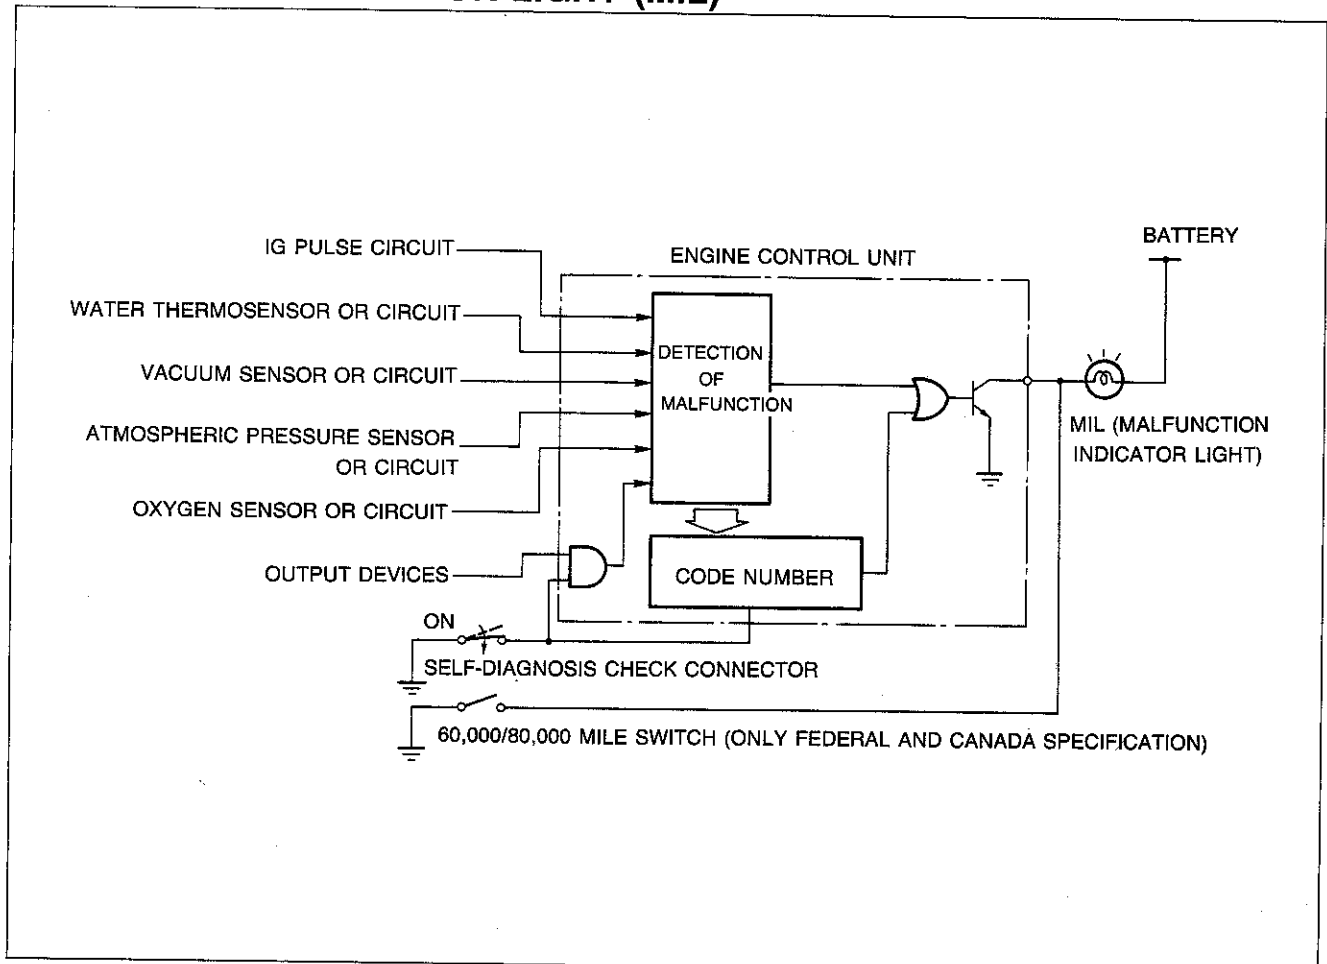 LIGHT (MIL)
IG PULSE CIRCUIT
WATER THERMOSENSOR OR CIRCUIT
VACUUM SENSOR OR CIRCUIT
ATMOSPHERIC PRESSURE SENSOR
OR CIRCUIT
OXYGEN SENSOR OR CIRCUIT
OUTPUT DEVICES
ENGINE CONTROL UNIT
DETECTION
OF
MALFUNCTION
CODE NUMBER
BATTERY
MIL (MALFUNCTION
INDICATOR LIGHT)
ON
SELF-DIAGNOSIS CHECK CONNECTOR
60,000/80,000 MILE SWITCH (ONLY FEDERAL AND CANADA SPECIFICATION)